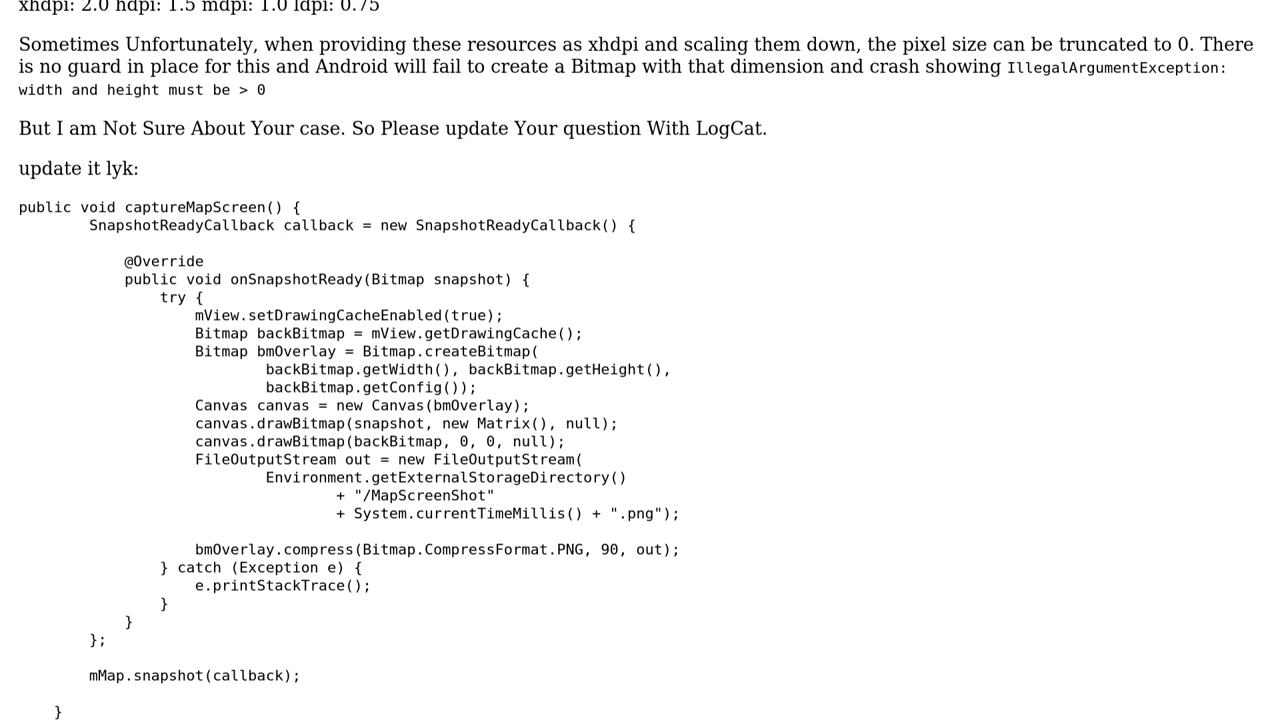 xhdpi: 2.0 hdpi: 1.5 mdpi: 1.0 ldpi: 0.75
Sometimes Unfortunately, when providing these resources as xhdpi and scaling them down, the pixel size can be truncated to 0. There
is no guard in place for this and Android will fail to create a Bitmap with that dimension and crash showing IllegalArgumentException:
width and height must be > 0
But I am Not Sure About Your case. So Please update Your question With LogCat.
update it lyk:
public void captureMapScreen() {
        SnapshotReadyCallback callback = new SnapshotReadyCallback() {
            @Override
            public void onSnapshotReady(Bitmap snapshot) {
                try {
                    mView.setDrawingCacheEnabled(true);
                    Bitmap backBitmap = mView.getDrawingCache();
                    Bitmap bmOverlay = Bitmap.createBitmap(
                            backBitmap.getWidth(), backBitmap.getHeight(),
                            backBitmap.getConfig());
                    Canvas canvas = new Canvas(bmOverlay);
                    canvas.drawBitmap(snapshot, new Matrix(), null);
                    canvas.drawBitmap(backBitmap, 0, 0, null);
                    FileOutputStream out = new FileOutputStream(
                            Environment.getExternalStorageDirectory()
                                    + "/MapScreenShot"
                                    + System.currentTimeMillis() + ".png");
                    bmOverlay.compress(Bitmap.CompressFormat.PNG, 90, out);
                } catch (Exception e) {
                    e.printStackTrace();
                }
            }
        };
        mMap.snapshot(callback);
    }